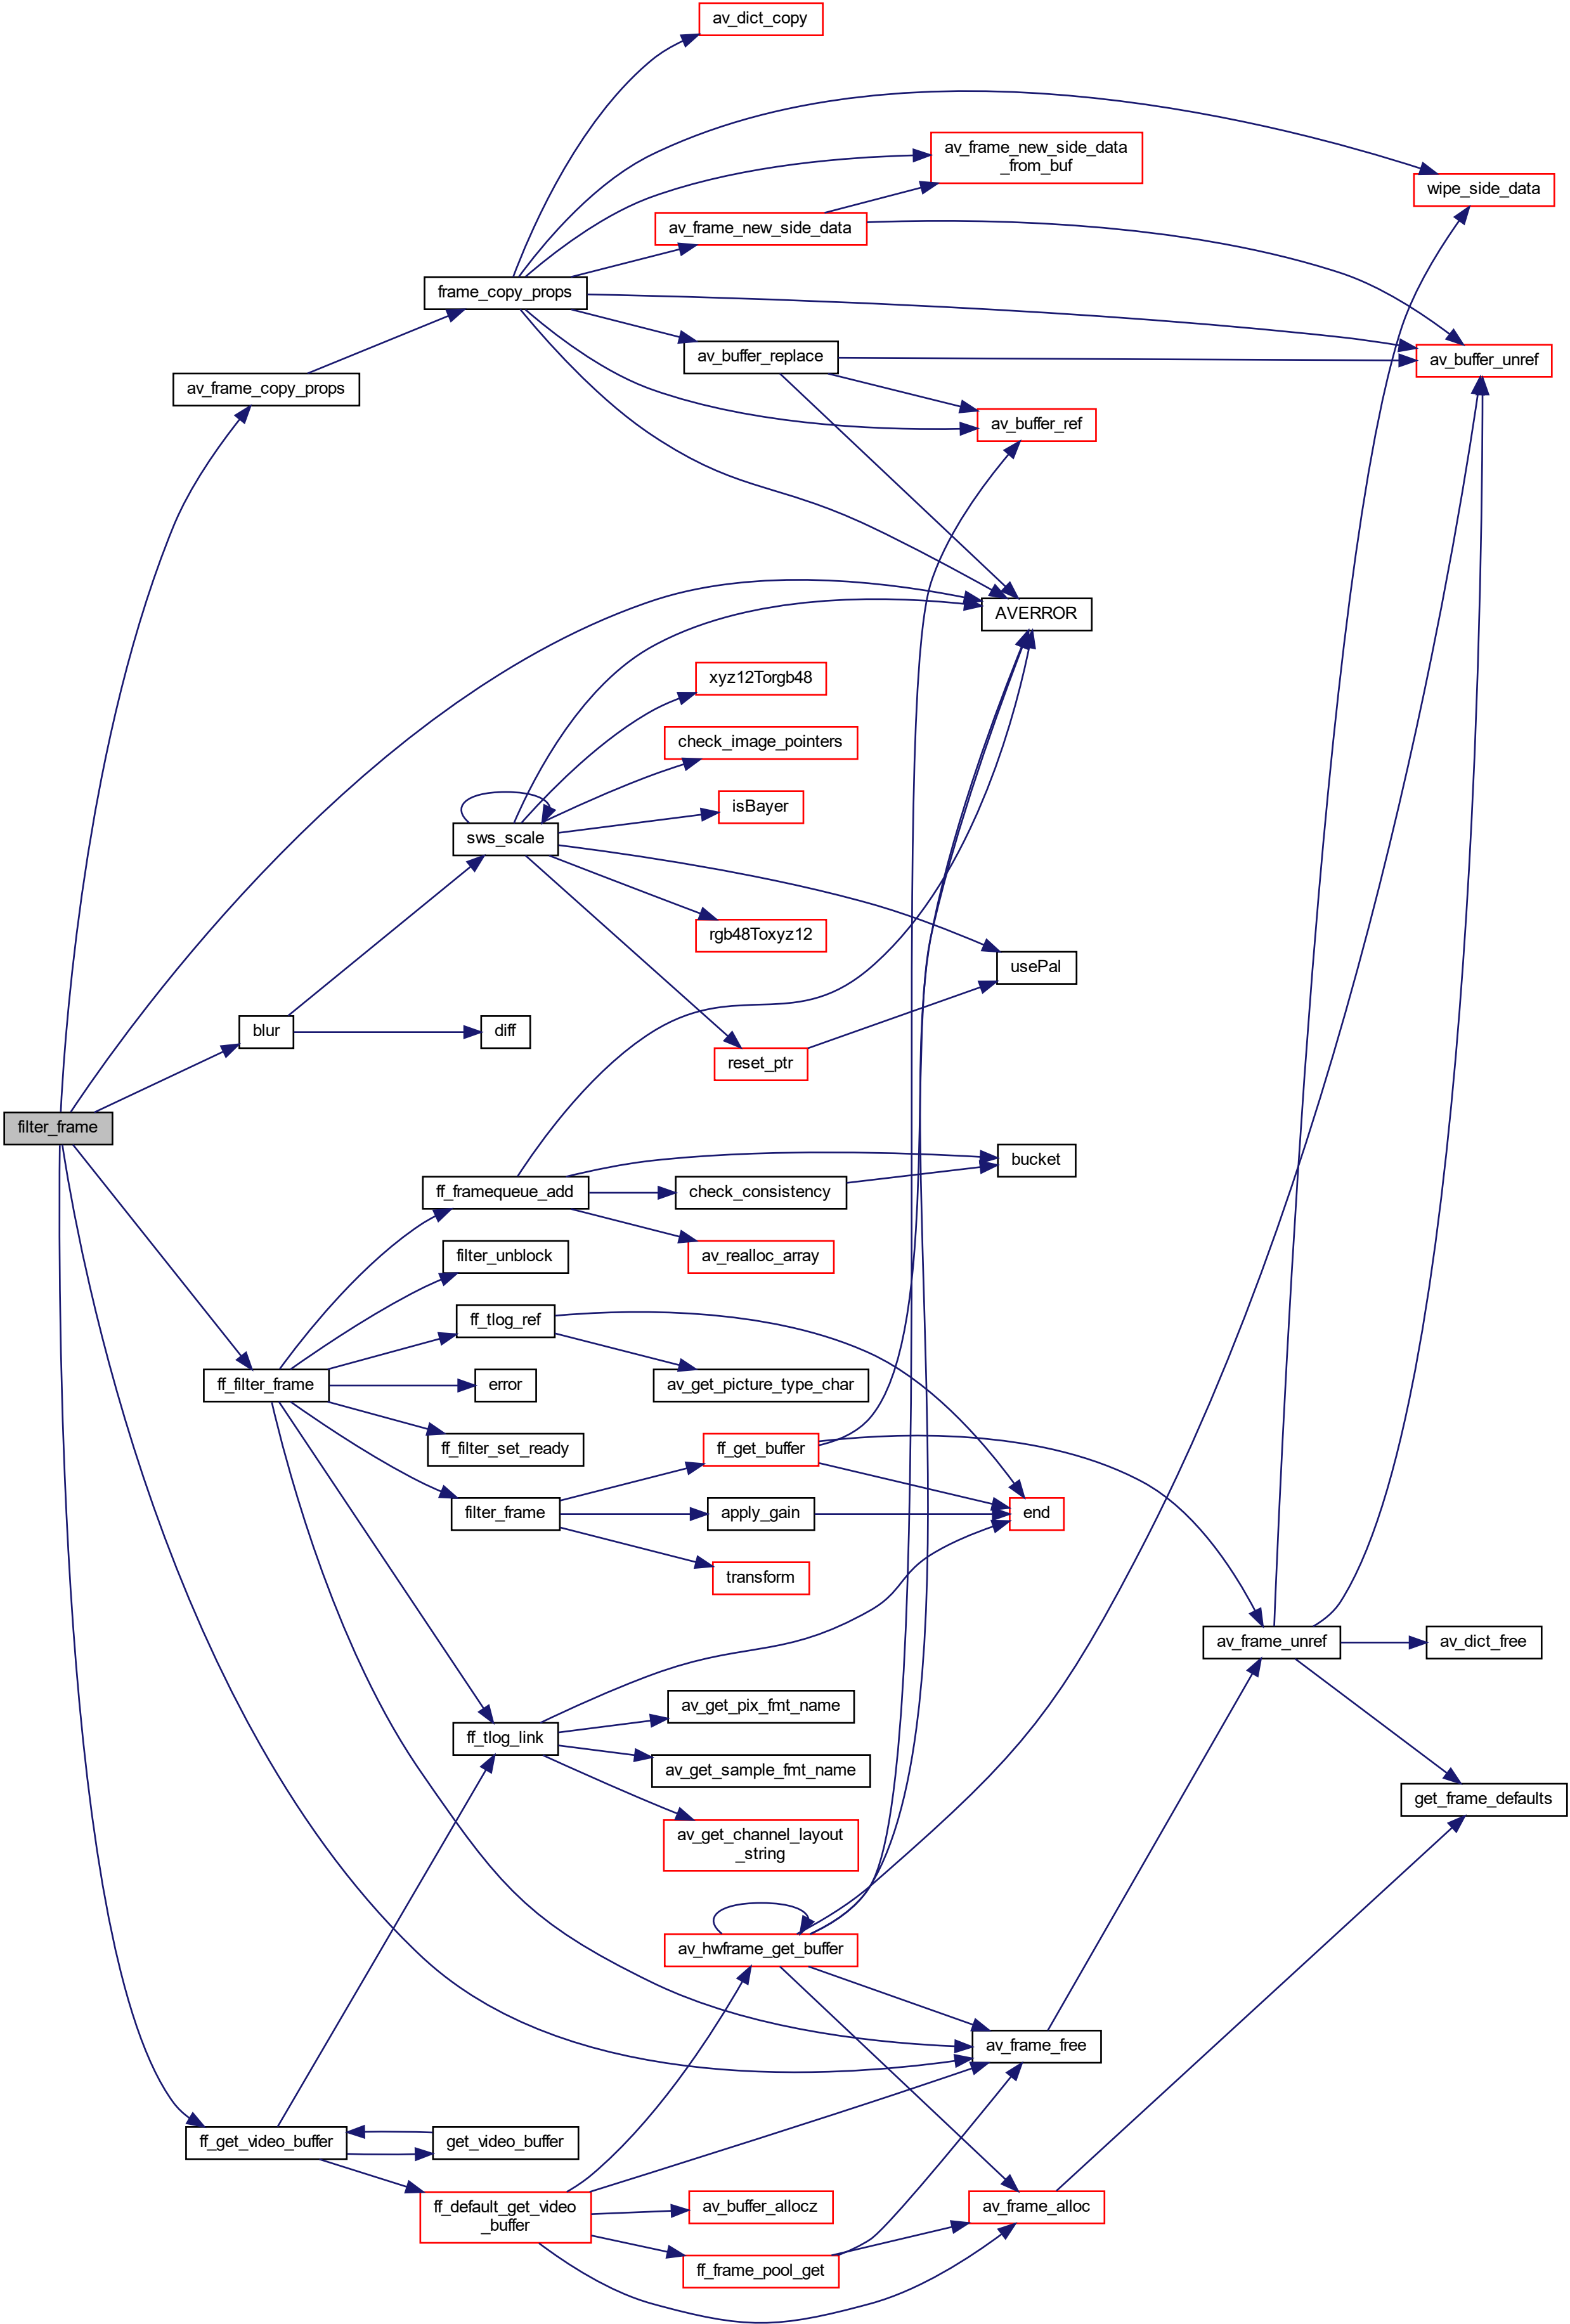 av_dict_copy
av_frame_new_side_data
_from_buf
wipe_side_data
av_frame_new_side_data
frame_copy_props
av_buffer_replace
av_buffer_unref
av_frame_copy_props
av_buffer_ref
AVERROR
xyz12Torgb48
check_image_pointers
isBayer
sws_scale
rgb48Toxyz12
usePal
blur
diff
reset_ptr
filter_frame
bucket
ff_framequeue_add
check_consistency
filter_unblock
av_realloc_array
ff_tlog_ref
ff_filter_frame
error
av_get_picture_type_char
ff_filter_set_ready
ff_get_buffer
filter_frame
apply_gain
end
transform
av_frame_unref
av_dict_free
av_get_pix_fmt_name
ff_tlog_link
av_get_sample_fmt_name
get_frame_defaults
av_get_channel_layout
_string
av_hwframe_get_buffer
av_frame_free
ff_get_video_buffer
get_video_buffer
ff_default_get_video
_buffer
av_buffer_allocz
av_frame_alloc
ff_frame_pool_get